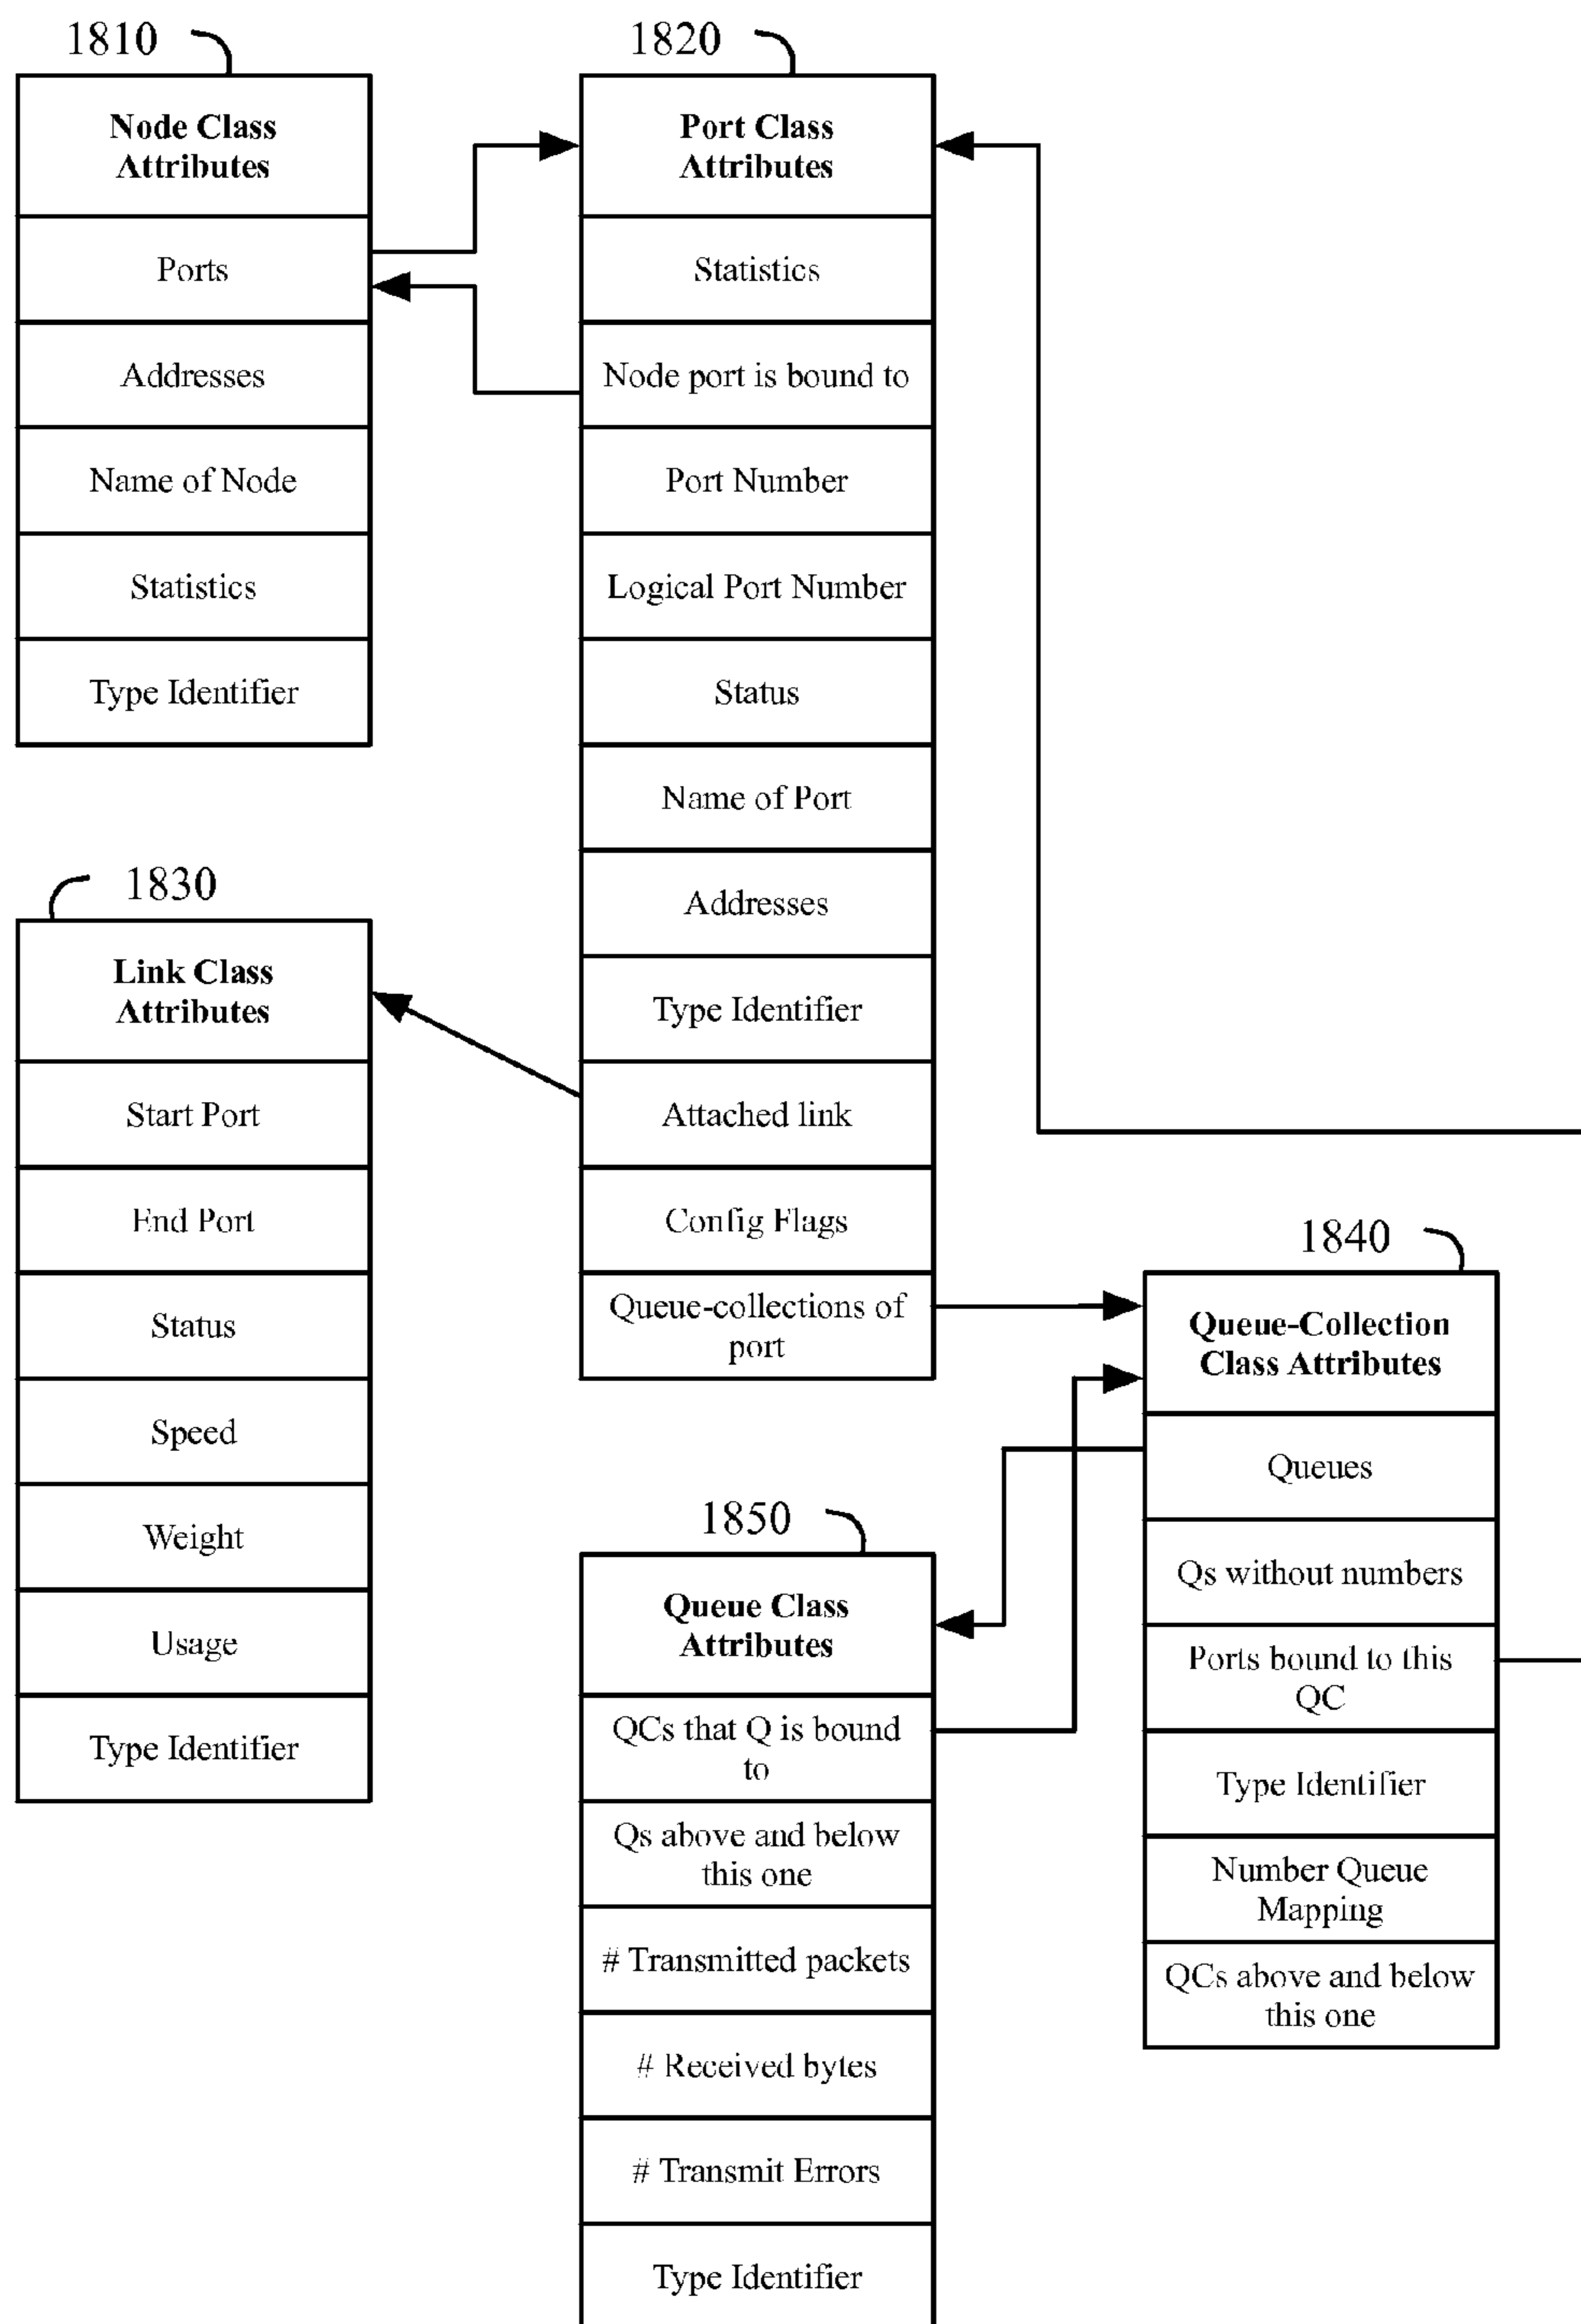 1810
Node Class
Attributes
Ports
Addresses
Name of Node
Statistics
Type Identifier
1820
Port Class
Attributes
Statistics
Node port is bound to
Port Number
Logical Port Number
Status
Name of Port
Addresses
Type Identifier
Attached link
Config Flags
Queue-collections of
port
1830
Link Class
Attributes
Start Port
End Port
Status
Speed
Weight
Usage
Type Identifier
1840
Queue-Collection
Class Attributes
Queues
Qs without numbers
Ports bound to this
QC
Type Identifier
Number Queue
Mapping
QCs above and below
this one
1850
Queue Class
Attributes
QCs that Q is bound
to
Qs above and below
this one
# Transmitted packets
# Received bytes
# Transmit Errors
Type Identifier